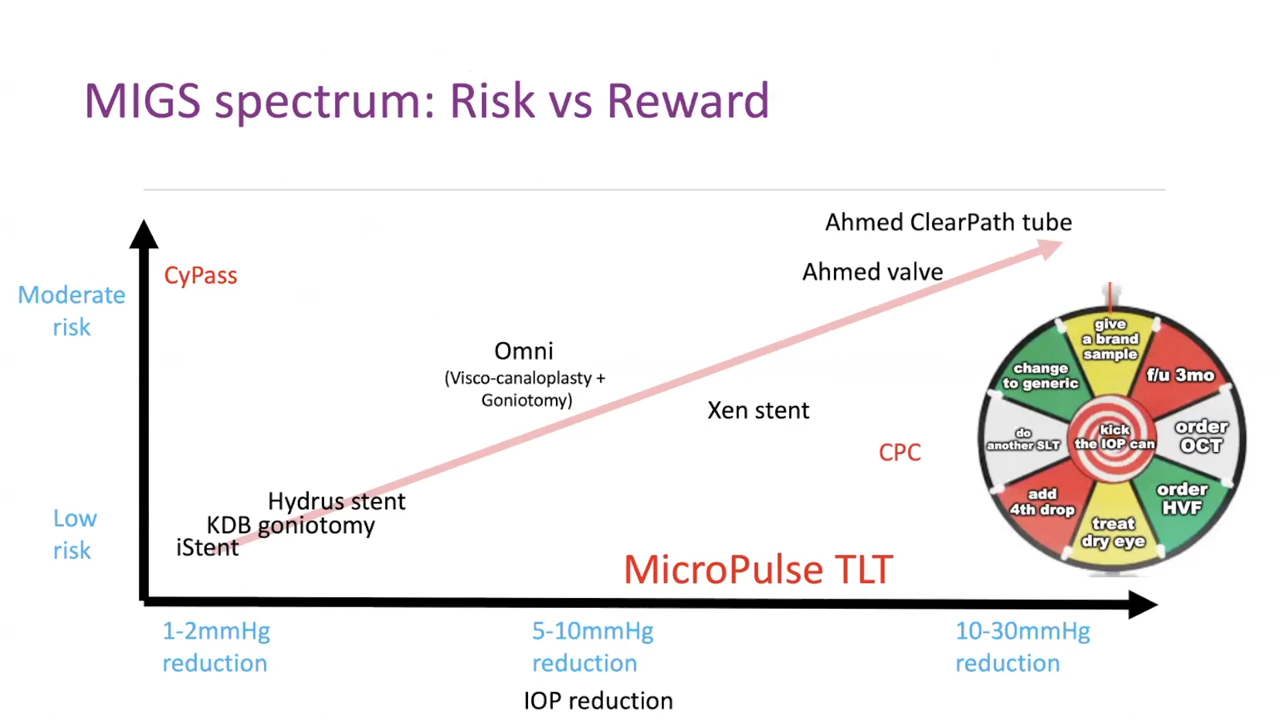 MIGS spectrum: Risk vs Reward
Ahmed ClearPath tube
CyPass
Ahmed valve
Moderate
risk
Omni
(Visco-canaloplasty +
Goniotomy)
Xen stent
CPC
Hydrus stent
KDB goniotomy
iStent
Low
risk
MicroPulse TLT
1-2mmHg
reduction
5-10mmHg
reduction
10-30mmHg
reduction
IOP reduction
give
a brand
sample
f/u 3mo
order
OCT
order
HVF
treat
dry eye
add
4th drop
do
another SLT
change
to generic
kick
the IOP can